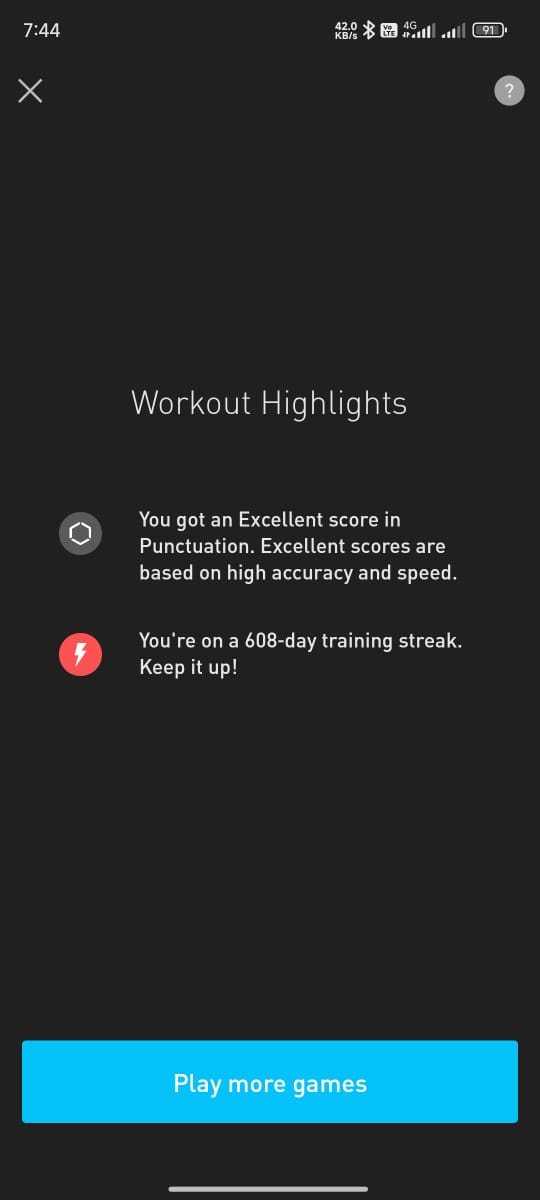 7:44
42.0
KB/s
Vo
LTE
4G
91
?
Workout Highlights
You got an Excellent score in
Punctuation. Excellent scores are
based on high accuracy and speed.
You're on a 608-day training streak.
Keep it up!
Play more games